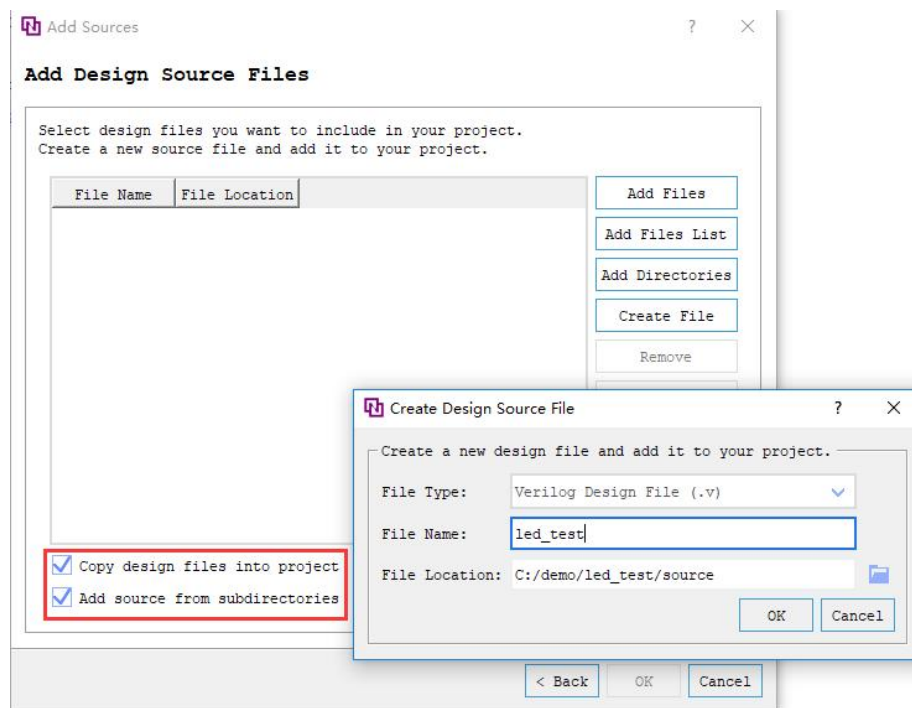 Add Sources
?
Add Design Source Files
Select design files you want to include in your project.
Create a new source file and add it to your project.
File Name File Location
Add Files
Add Files List
Add Directories
Create File
Remove
Create Design Source File
?
Create a new design file and add it to your project.
File Type: Verilog Design File (.v)
File Name: led_test
File Location: C:/demo/led_test/source
OK Cancel
Copy design files into project
Add source from subdirectories
< Back OK Cancel